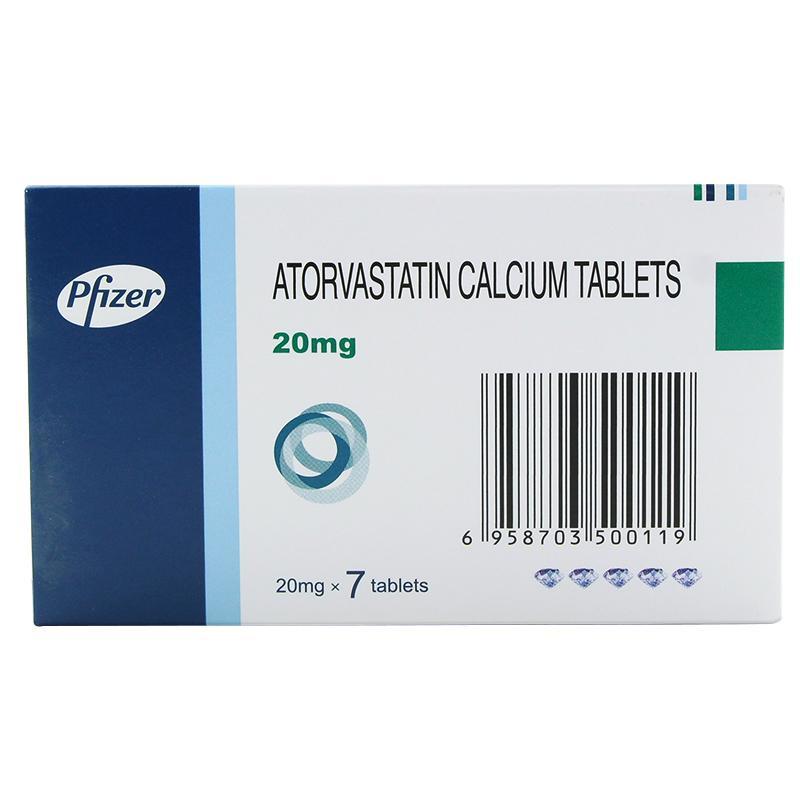 Pfizer
ATORVASTATIN CALCIUM TABLETS
20mg
6 958703 500119
20mg × 7 tablets